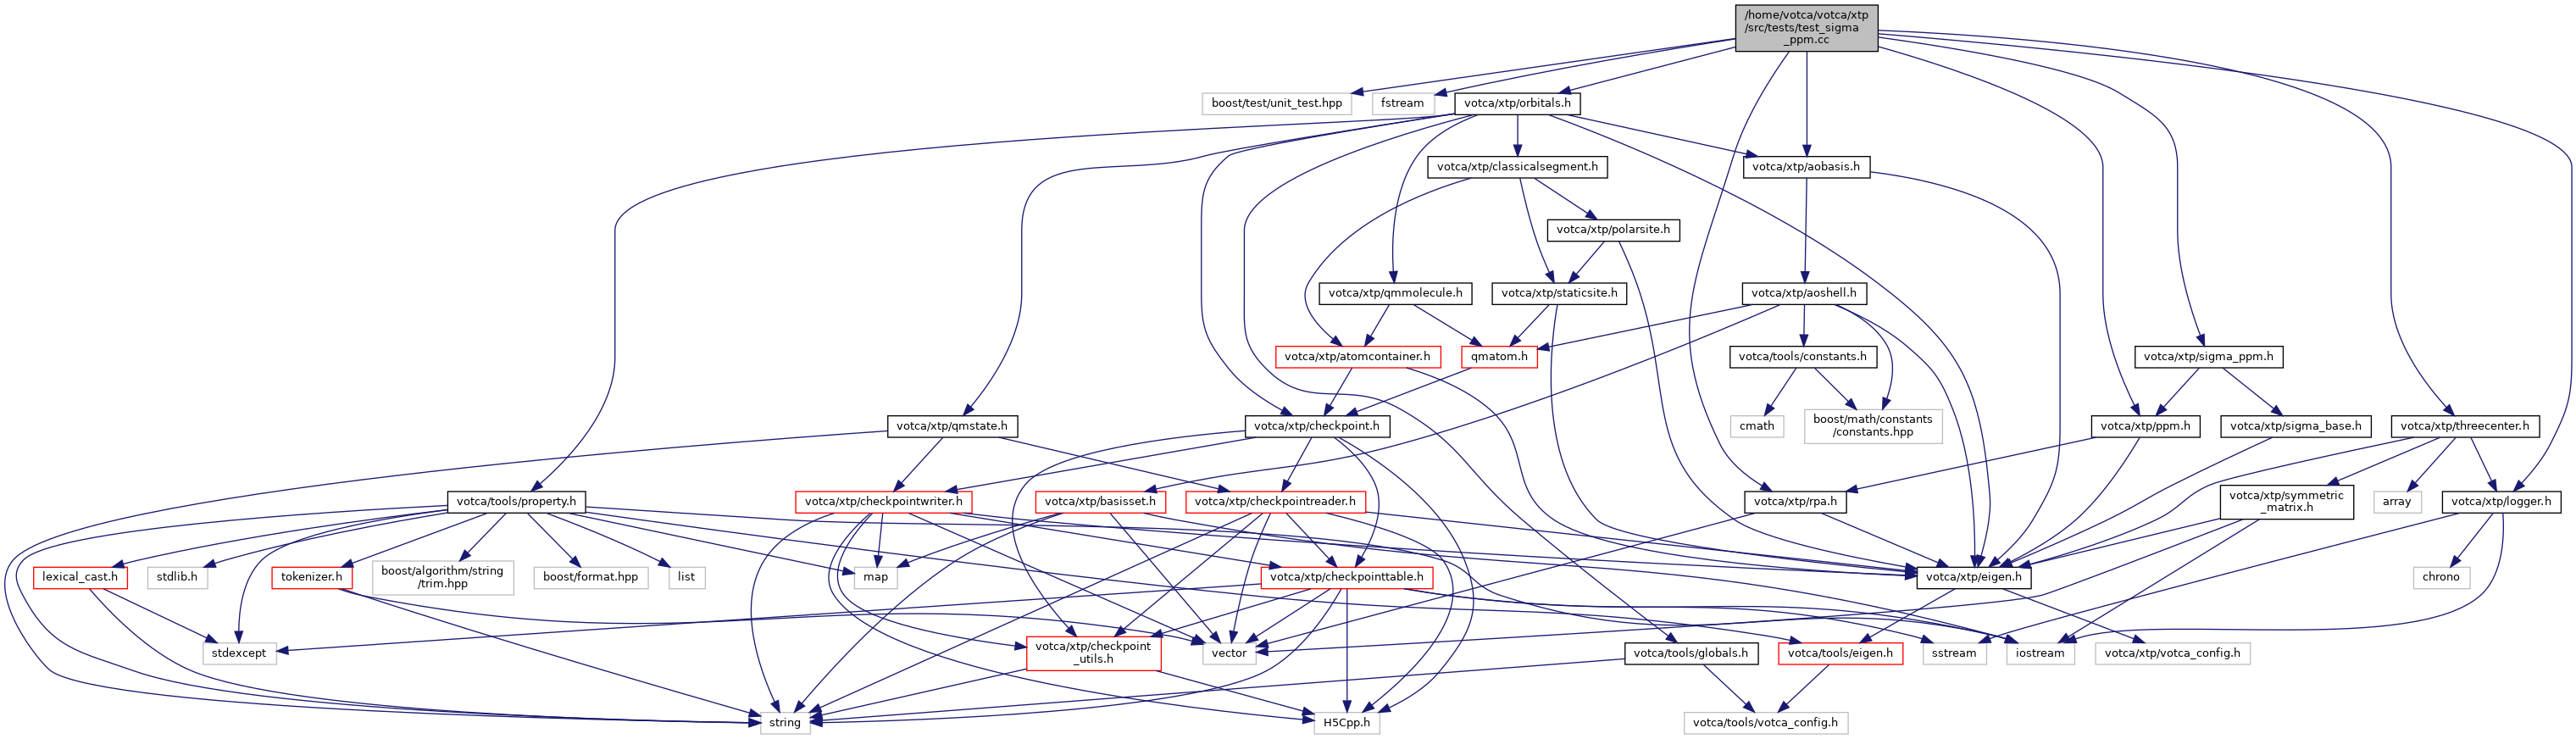 /home/votca/votca/xtp
/src/tests/test_sigma
_ppm.cc
boost/test/unit_test.hpp
fstream
votca/xtp/orbitals.h
votca/xtp/classicalsegment.h
votca/xtp/aobasis.h
votca/xtp/polarsite.h
votca/xtp/qmmolecule.h
votca/xtp/staticsite.h
votca/xtp/aoshell.h
votca/xtp/atomcontainer.h
qmatom.h
votca/tools/constants.h
votca/xtp/sigma_ppm.h
votca/xtp/qmstate.h
votca/xtp/checkpoint.h
cmath
boost/math/constants
/constants.hpp
votca/xtp/ppm.h
votca/xtp/sigma_base.h
votca/xtp/threecenter.h
votca/tools/property.h
votca/xtp/checkpointwriter.h
votca/xtp/basisset.h
votca/xtp/checkpointreader.h
votca/xtp/rpa.h
votca/xtp/symmetric
_matrix.h
array
votca/xtp/logger.h
lexical_cast.h
stdlib.h
tokenizer.h
boost/algorithm/string
/trim.hpp
boost/format.hpp
list
map
votca/xtp/checkpointtable.h
votca/xtp/eigen.h
chrono
stdexcept
votca/xtp/checkpoint
_utils.h
vector
votca/tools/globals.h
votca/tools/eigen.h
sstream
iostream
votca/xtp/votca_config.h
string
H5Cpp.h
votca/tools/votca_config.h